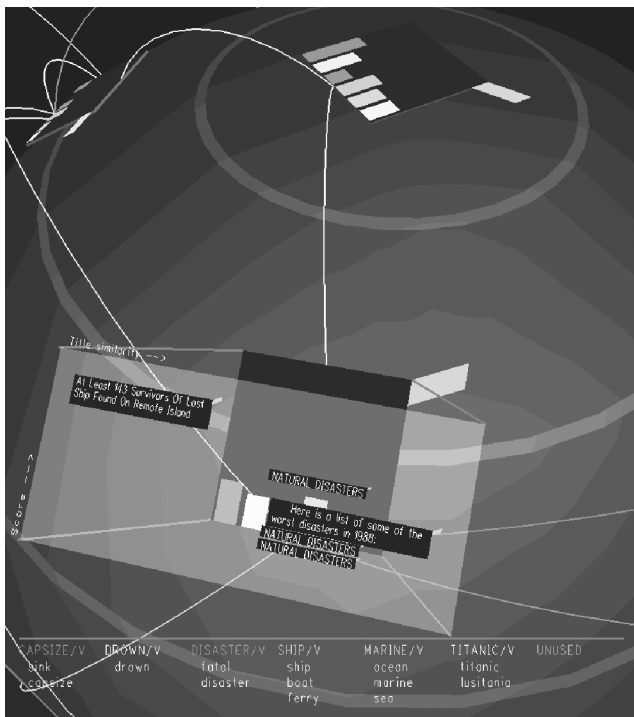 Title similarity -->
At Least 143 Survivors Of Lost
Ship Found On Remote Island
NATURAL DISASTERS
Here is a list of some of the
worst disasters in 1988:
NATURAL DISASTERS
NATURAL DISASTERS
CAPSIZE/V DROWN/V DISASTER/V SHIP/V MARINE/V TITANIC/V UNUSED
sink drown fatal ship ocean titanic
capsize disaster boat marine lusitania
ferry sea